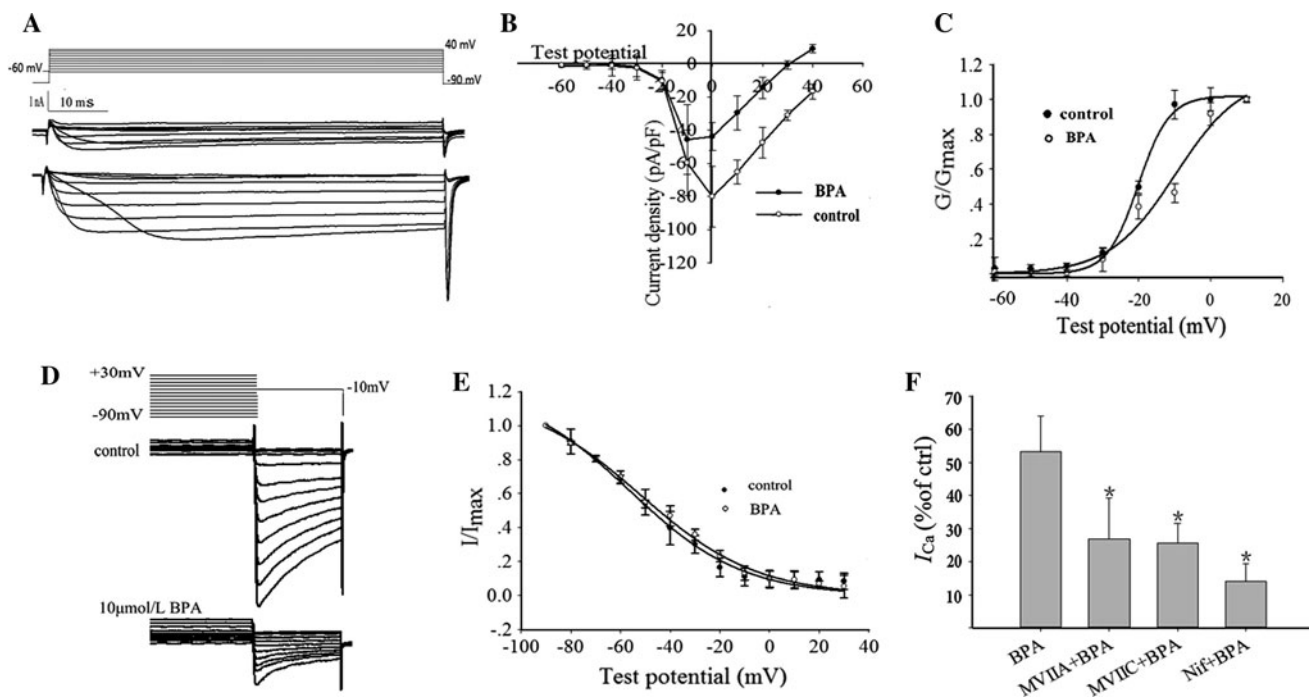 A
40 mV
-60 mV
-90 mV
1 nA
10 ms
B
Test potential
20
0
-20
-40
-60
-80
-100
-120
-60 -40 -20 0 20 40 60
Current density (pA/pF)
BPA
control
C
1.2
1.0
.8
.6
.4
.2
G/Gmax
control
BPA
-60 -40 -20 0 20
Test potential (mV)
D
+30mV
-10mV
-90mV
control
10μmol/L BPA
E
1.2
1.0
.8
.6
.4
.2
0.0
-.2
I/Imax
control
BPA
-100 -80 -60 -40 -20 0 20 40
Test potential (mV)
F
70
60
50
40
30
20
10
ICa (%of ctrl)
*
*
*
BPA
MVIIA+BPA
MVIIC+BPA
Nif+BPA